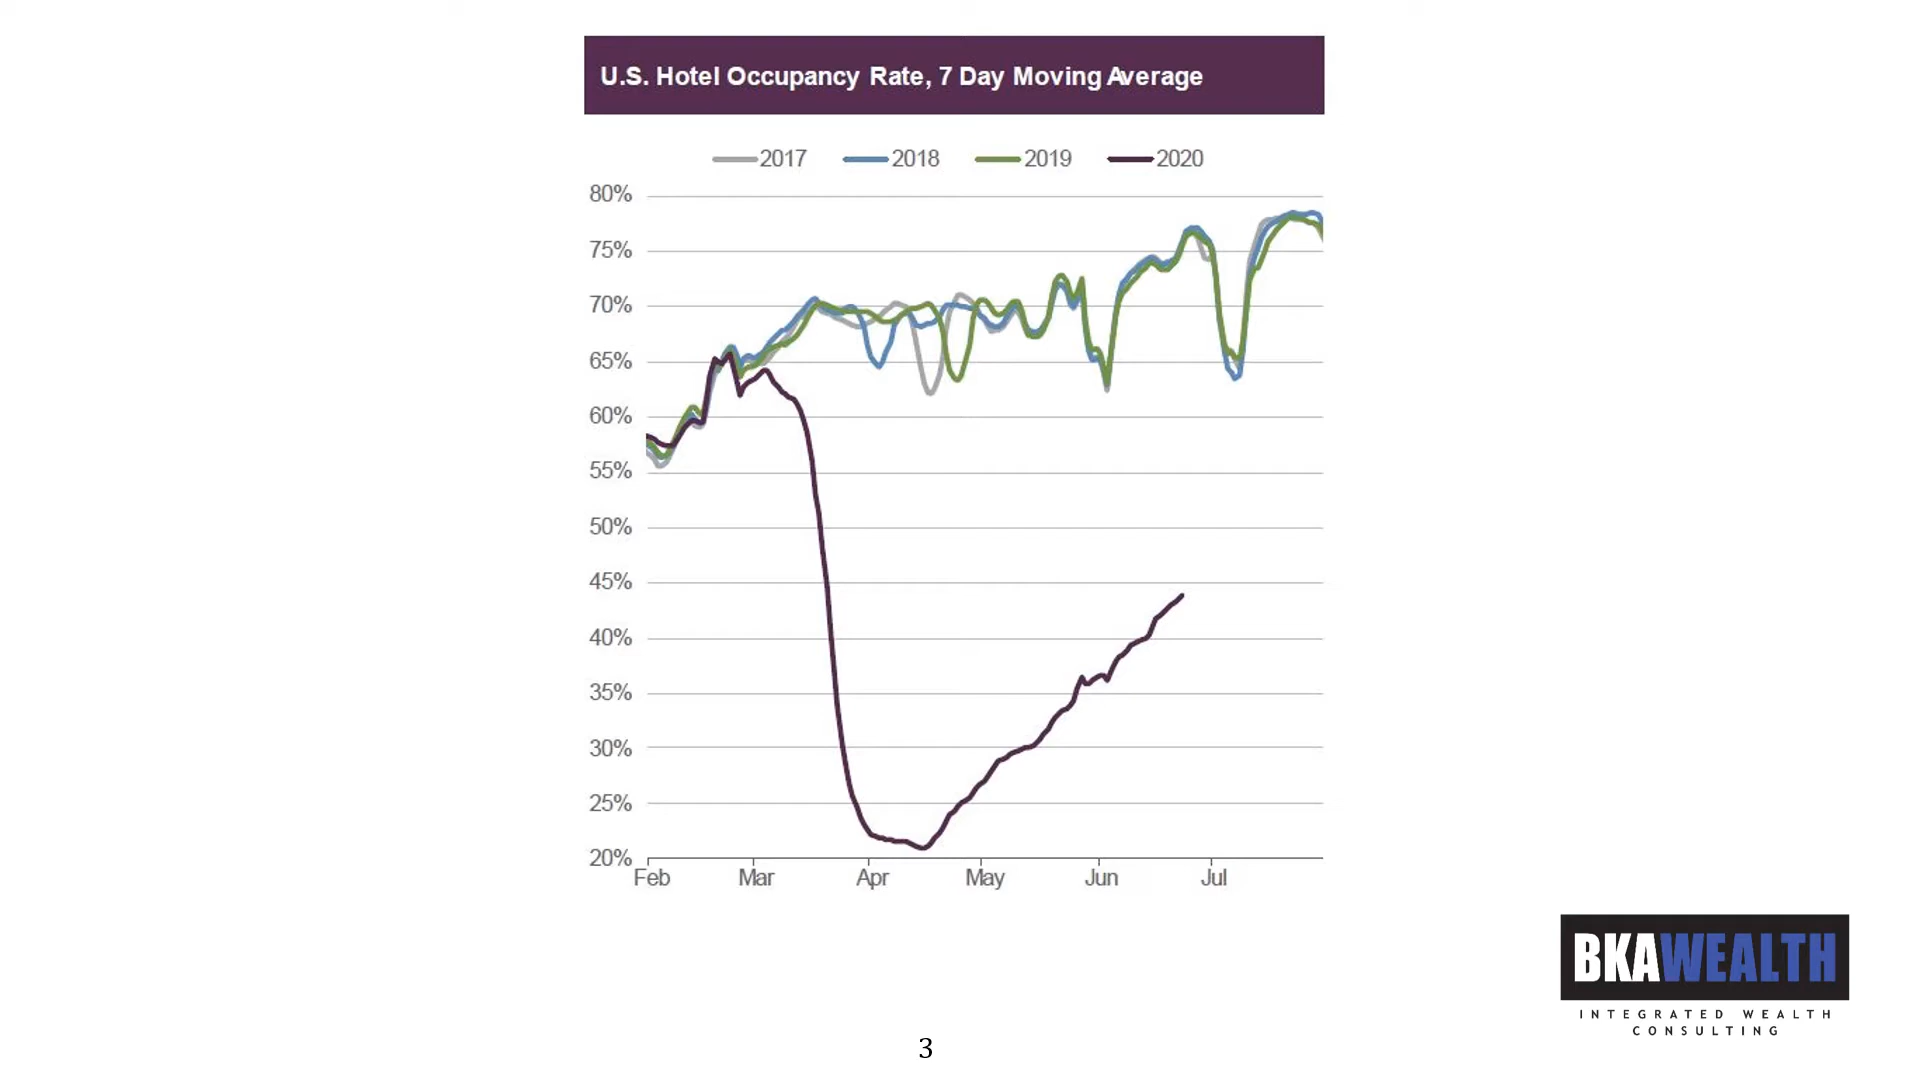 U.S. Hotel Occupancy Rate, 7 Day Moving Average
2017 2018 2019 2020
80%
75%
70%
65%
60%
55%
50%
45%
40%
35%
30%
25%
20%
Feb Mar Apr May Jun Jul
BKAWEALTH
INTEGRATED WEALTH
CONSULTING
3